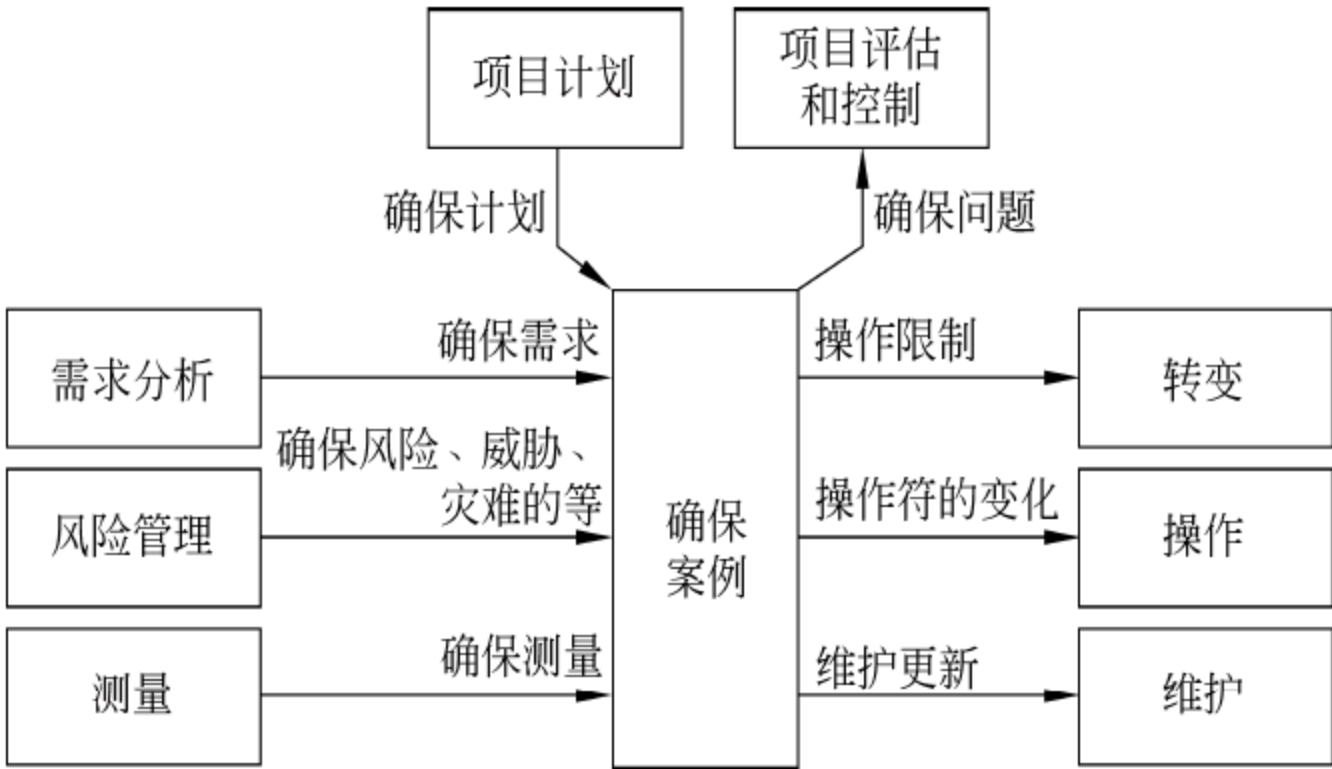 项目计划
项目评估
和控制
确保计划
确保问题
需求分析
确保需求
操作限制
转变
确保风险、威胁、
灾难的等
风险管理
确保
案例
操作符的变化
操作
测量
确保测量
维护更新
维护